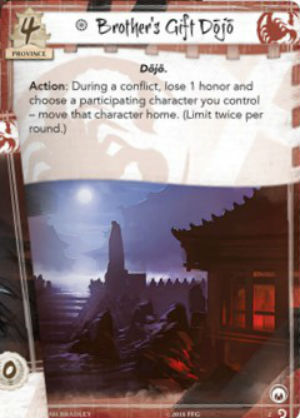 4
Brother's Gift Dōjō
PROVINCE
Dōjō.
Action: During a conflict, lose 1 honor and
choose a participating character you control
– move that character home. (Limit twice per
round.)
0
BRADLEY
© 2018 FFG